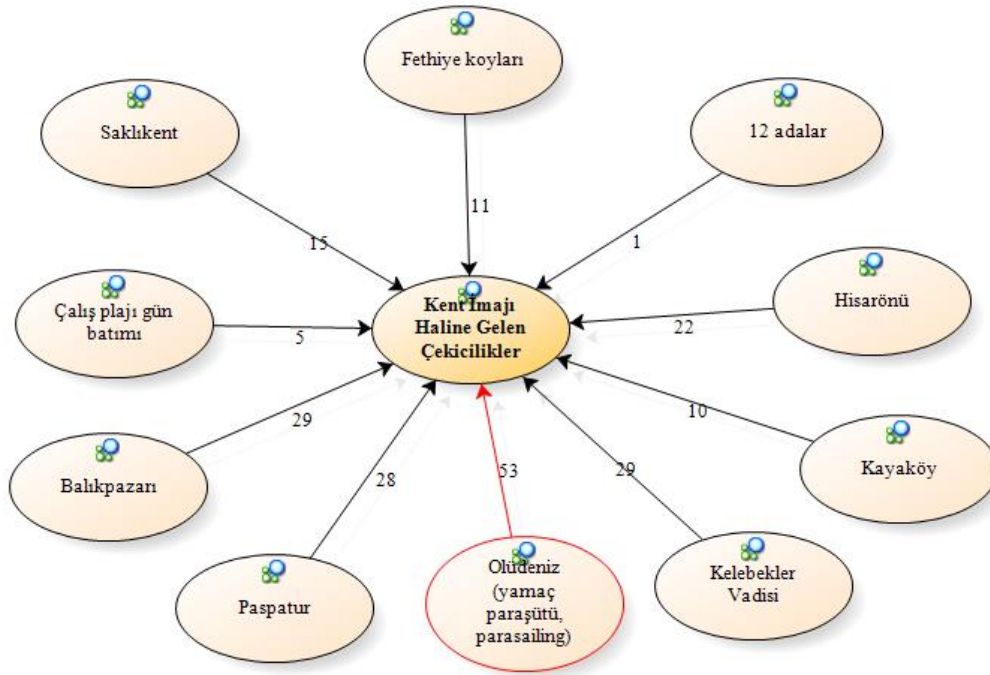 Fethiye koyları
Saklıkent
12 adalar
11
15
1
Çalış plajı gün
batımı
5
Kent İmajı
Haline Gelen
Çekicilikler
Hisarönü
22
Balıkpazarı
29
28
53
29
10
Kayaköy
Paspatur
Ölüdeniz
(yamaç
paraşütü,
parasailing)
Kelebekler
Vadisi